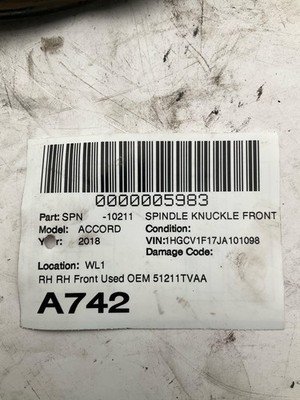 0000005983
Part: SPN -10211 SPINDLE KNUCKLE FRONT
Model: ACCORD Condition:
Year: 2018 VIN:1HGCV1F17JA101098
Damage Code:
Location: WL1
RH RH Front Used OEM 51211TVAA
A742